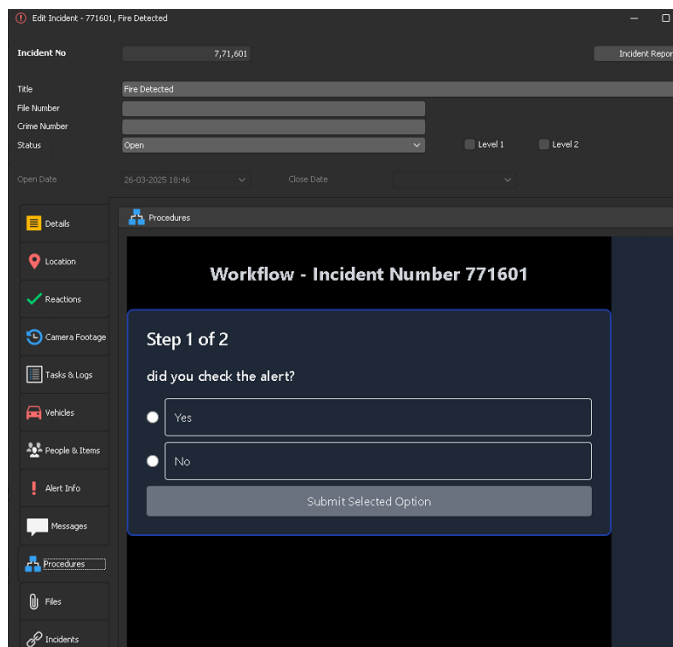 Edit Incident - 771601, Fire Detected
Incident No 7,71,601 Incident Repor
Title Fire Detected
File Number
Crime Number
Status Open Level 1 Level 2
Open Date 26-03-2025 18:46 Close Date
Details
Location
Reactions
Camera Footage
Tasks & Logs
Vehicles
People & Items
Alert Info
Messages
Procedures
Files
Incidents
Procedures
Workflow - Incident Number 771601
Step 1 of 2
did you check the alert?
Yes
No
Submit Selected Option